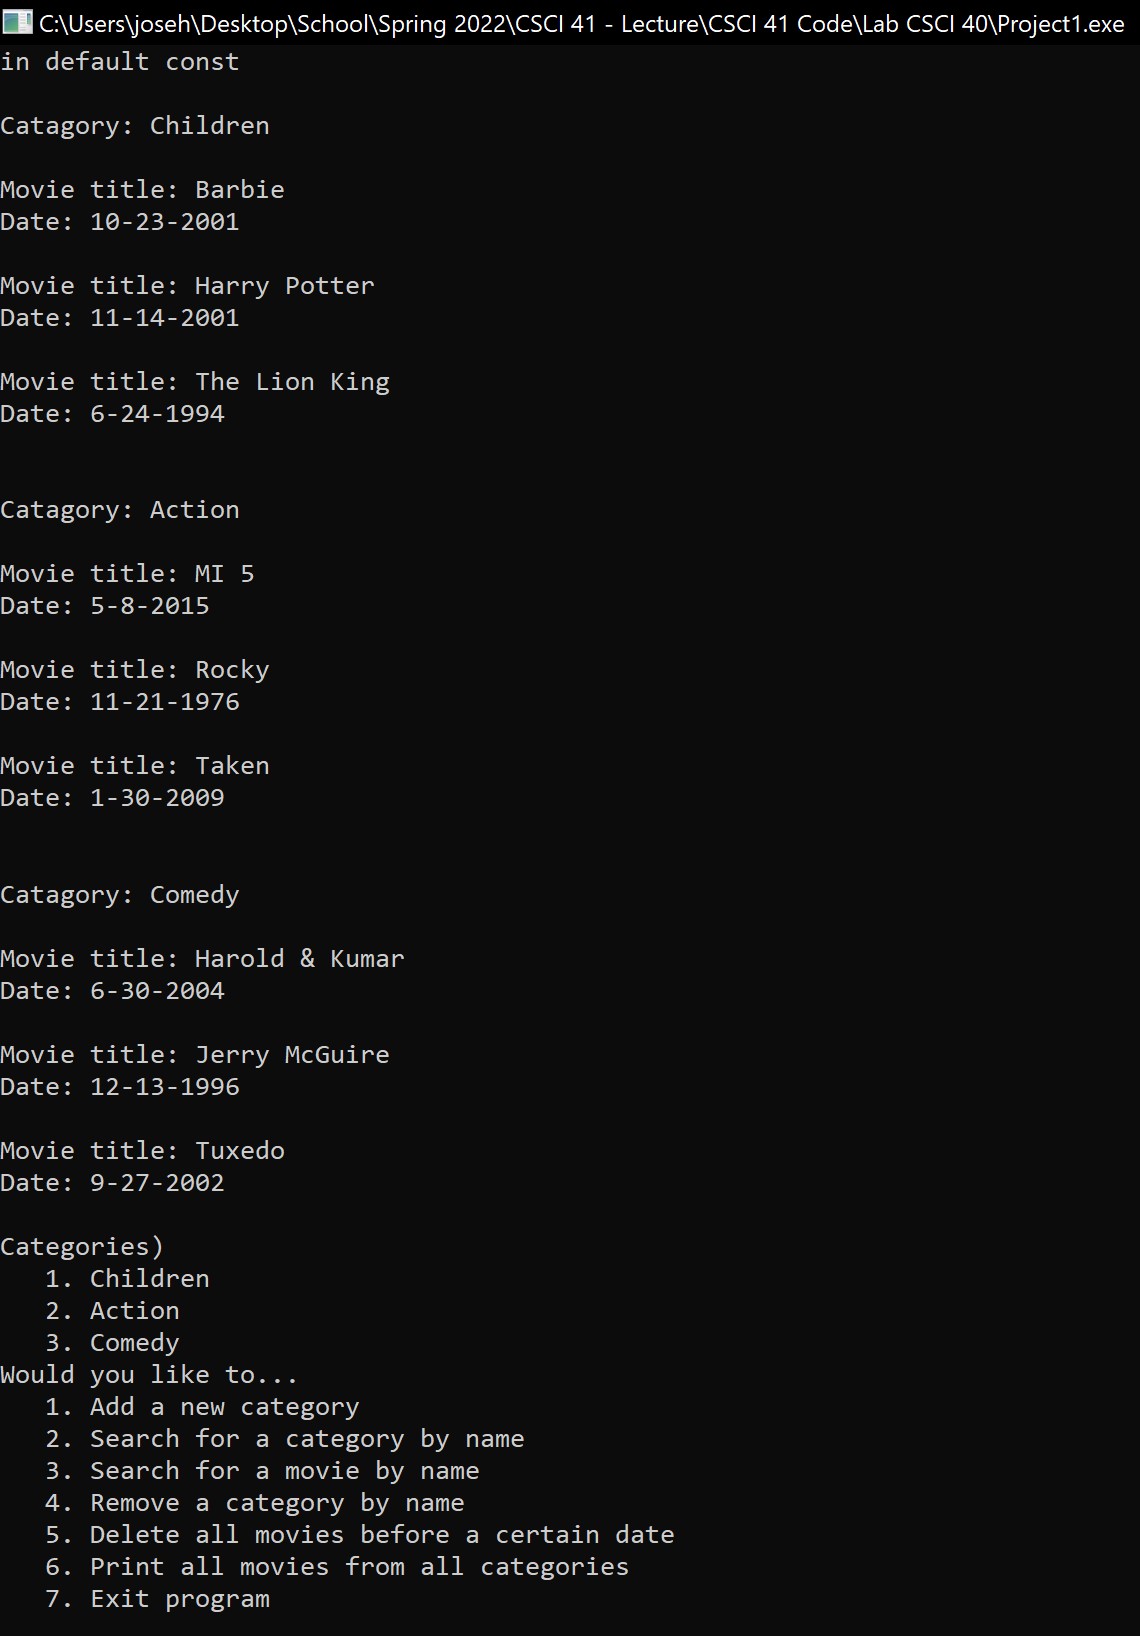 C:\Users\joseh\Desktop\School\Spring 2022\CSCI 41 - Lecture\CSCI 41 Code\Lab CSCI 40\Project1.exe
in default const
Catagory: Children
Movie title: Barbie
Date: 10-23-2001
Movie title: Harry Potter
Date: 11-14-2001
Movie title: The Lion King
Date: 6-24-1994
Catagory: Action
Movie title: MI 5
Date: 5-8-2015
Movie title: Rocky
Date: 11-21-1976
Movie title: Taken
Date: 1-30-2009
Catagory: Comedy
Movie title: Harold & Kumar
Date: 6-30-2004
Movie title: Jerry McGuire
Date: 12-13-1996
Movie title: Tuxedo
Date: 9-27-2002
Categories)
1. Children
2. Action
3. Comedy
Would you like to...
1. Add a new category
2. Search for a category by name
3. Search for a movie by name
4. Remove a category by name
5. Delete all movies before a certain date
6. Print all movies from all categories
7. Exit program